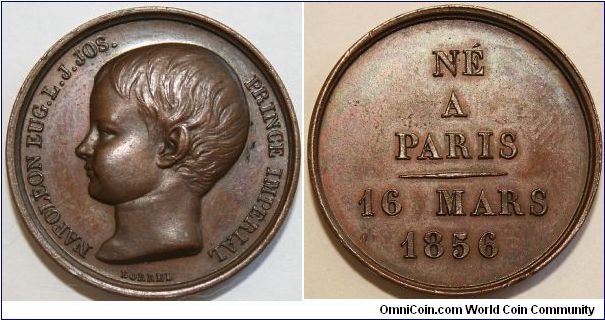 NAPOLEON EUG. L. J. JOS.
PRINCE IMPERIAL
BORREL
NÉ
A
PARIS
16 MARS
1856
OmniCoin.com World Coin Community